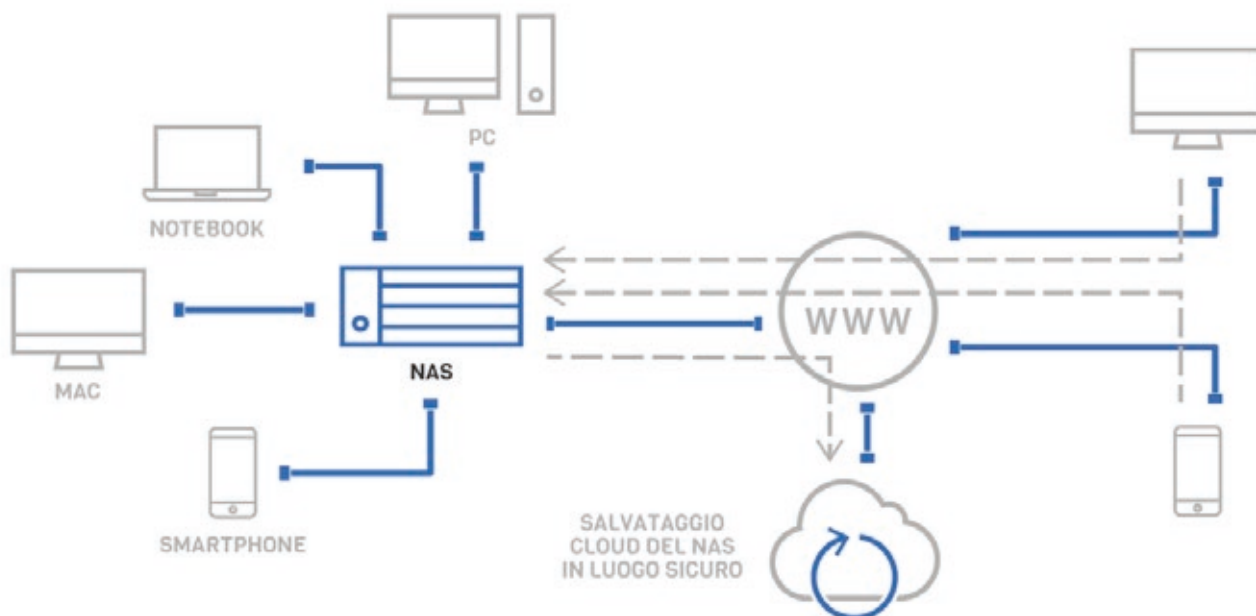 PC
NOTEBOOK
WWW
NAS
MAC
SMARTPHONE
SALVATAGGIO
CLOUD DEL NAS
IN LUOGO SICURO